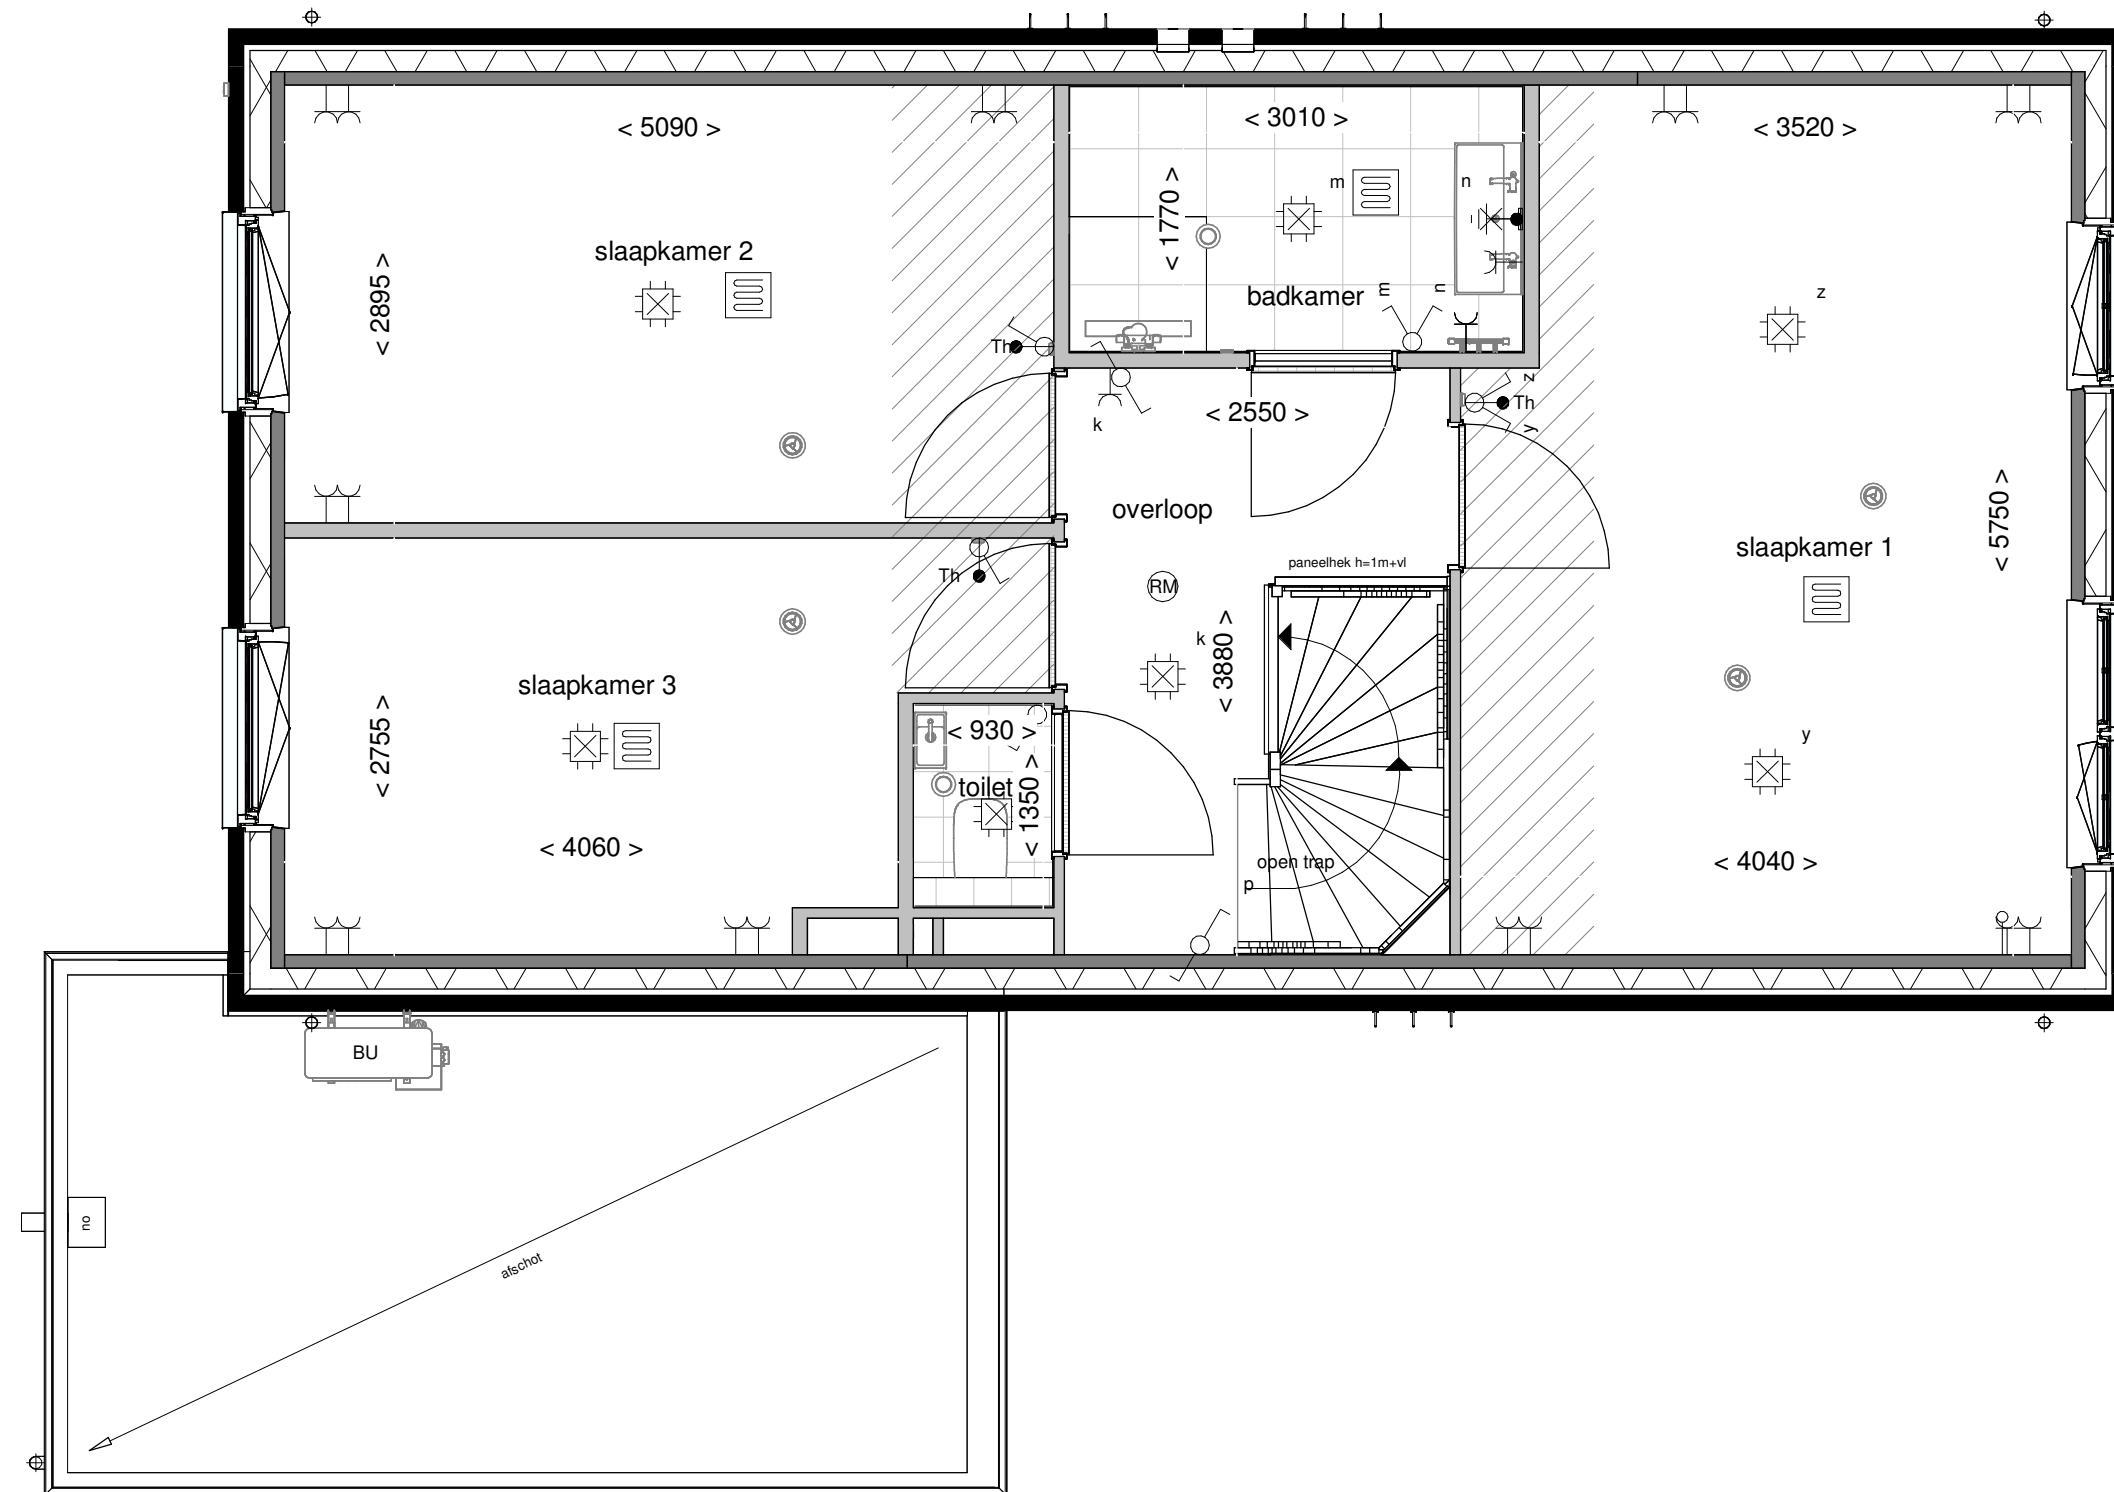 < 5090 >
< 3010 >
< 3520 >
< 1770 >
m
n
slaapkamer 2
< 2895 >
badkamer
m
n
z
Th
k
< 2550 >
z
Th
y
overloop
< 5750 >
slaapkamer 1
paneelhek h=1m+vl
Th
RM
k
< 3880 >
slaapkamer 3
< 2755 >
< 930 >
toilet
< 1350 >
y
< 4060 >
open trap
p
< 4040 >
BU
no
afschot